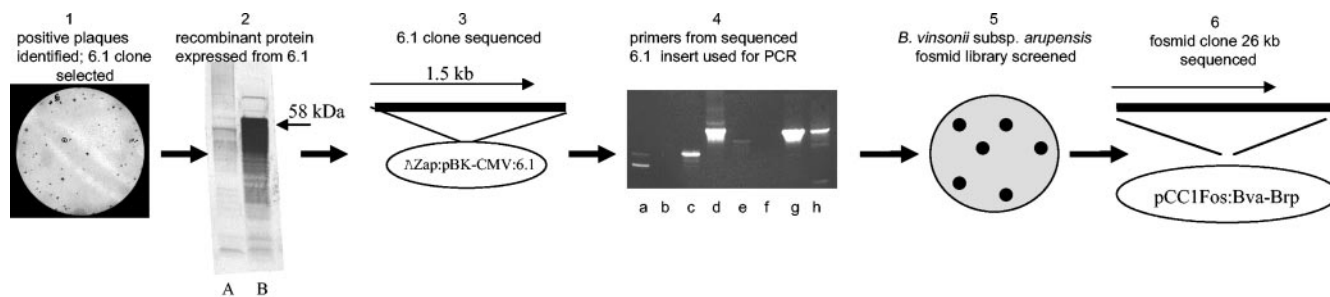 1
positive plaques
identified; 6.1 clone
selected
2
recombinant protein
expressed from 6.1
58 kDa
A B
3
6.1 clone sequenced
1.5 kb
λZap:pBK-CMV:6.1
4
primers from sequenced
6.1 insert used for PCR
a b c d e f g h
5
B. vinsonii subsp. arupensis
fosmid library screened
6
fosmid clone 26 kb
sequenced
pCC1Fos:Bva-Brp